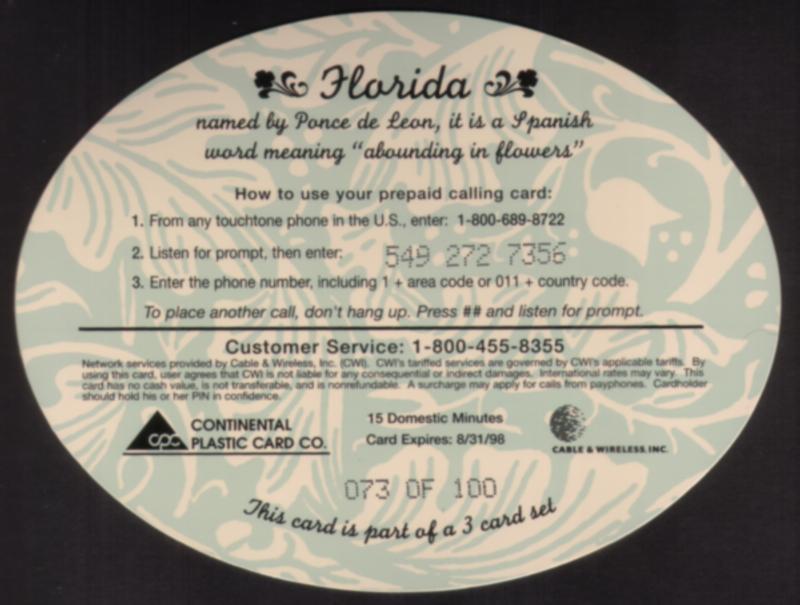 Florida
named by Ponce de Leon, it is a Spanish
word meaning "abounding in flowers"
How to use your prepaid calling card:
1. From any touchtone phone in the U.S., enter: 1-800-689-8722
2. Listen for prompt, then enter: 549 272 7356
3. Enter the phone number, including 1 + area code or 011 + country code.
To place another call, don't hang up. Press ## and listen for prompt.
Customer Service: 1-800-455-8355
Network services provided by Cable & Wireless, Inc. (CWI). CWI's tariffed services are governed by CWI's applicable tariffs. By
using this card, user agrees that CWI is not liable for any consequential or indirect damages. International rates may vary. This
card has no cash value, is not transferable, and is nonrefundable. A surcharge may apply for calls from payphones. Cardholder
should hold his or her PIN in confidence.
cpc CONTINENTAL
PLASTIC CARD CO.
15 Domestic Minutes
Card Expires: 8/31/98
CABLE & WIRELESS, INC.
073 OF 100
This card is part of a 3 card set